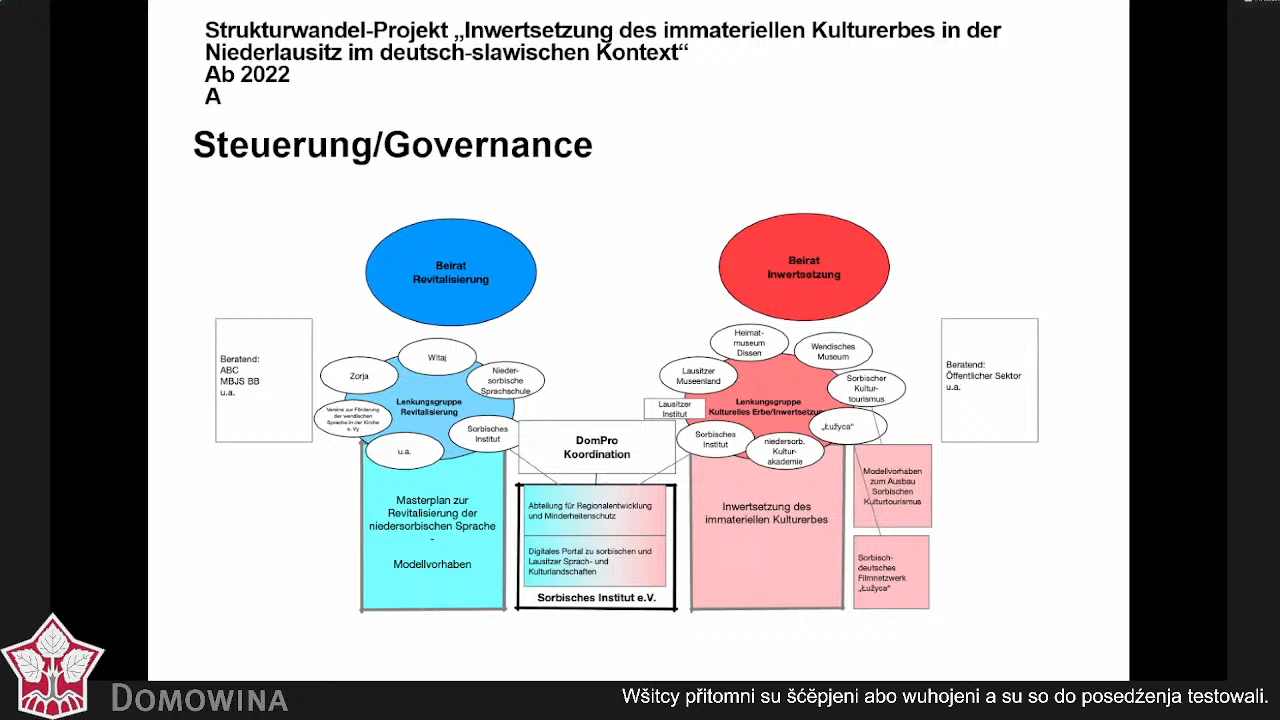 Strukturwandel-Projekt „Inwertsetzung des immateriellen Kulturerbes in der
Niederlausitz im deutsch-slawischen Kontext“
Ab 2022
A
Steuerung/Governance
Beirat
Revitalisierung
Beirat
Inwertsetzung
Beratend:
ABC
MBJS BB
u.a.
Witaj
Zorja
Nieder-
sorbische
Sprachschule
Lenkungsgruppe
Revitalisierung
Vereins zur Förderung
der wendischen
Sprache in der Kirche
e. Vy
Sorbisches
Institut
u.a.
Masterplan zur
Revitalisierung der
niedersorbischen Sprache
-
Modellvorhaben
DomPro
Koordination
Abteilung für Regionalentwicklung
und Minderheitenschutz
Digitales Portal zu sorbischen und
Lausitzer Sprach- und
Kulturlandschaften
Sorbisches Institut e.V.
Heimat-
museum
Dissen
Wendisches
Museum
Lausitzer
Museenland
Sorbischer
Kultur-
tourismus
Lausitzer
Institut
Lenkungsgruppe
Kulturelles Erbe/Inwertsetzung
„Łužyca“
Sorbisches
Institut
niedersorb.
Kultur-
akademie
Inwertsetzung des
immateriellen Kulturerbes
Beratend:
Öffentlicher Sektor
u.a.
Modellvorhaben
zum Ausbau
Sorbischen
Kulturtourismus
Sorbisch-
deutsches
Filmnetzwerk
„Łužyca“
DOMOWINA
Wšitcy přitomni su šćěpjeni abo wuhojeni a su so do posedźenja testowali.